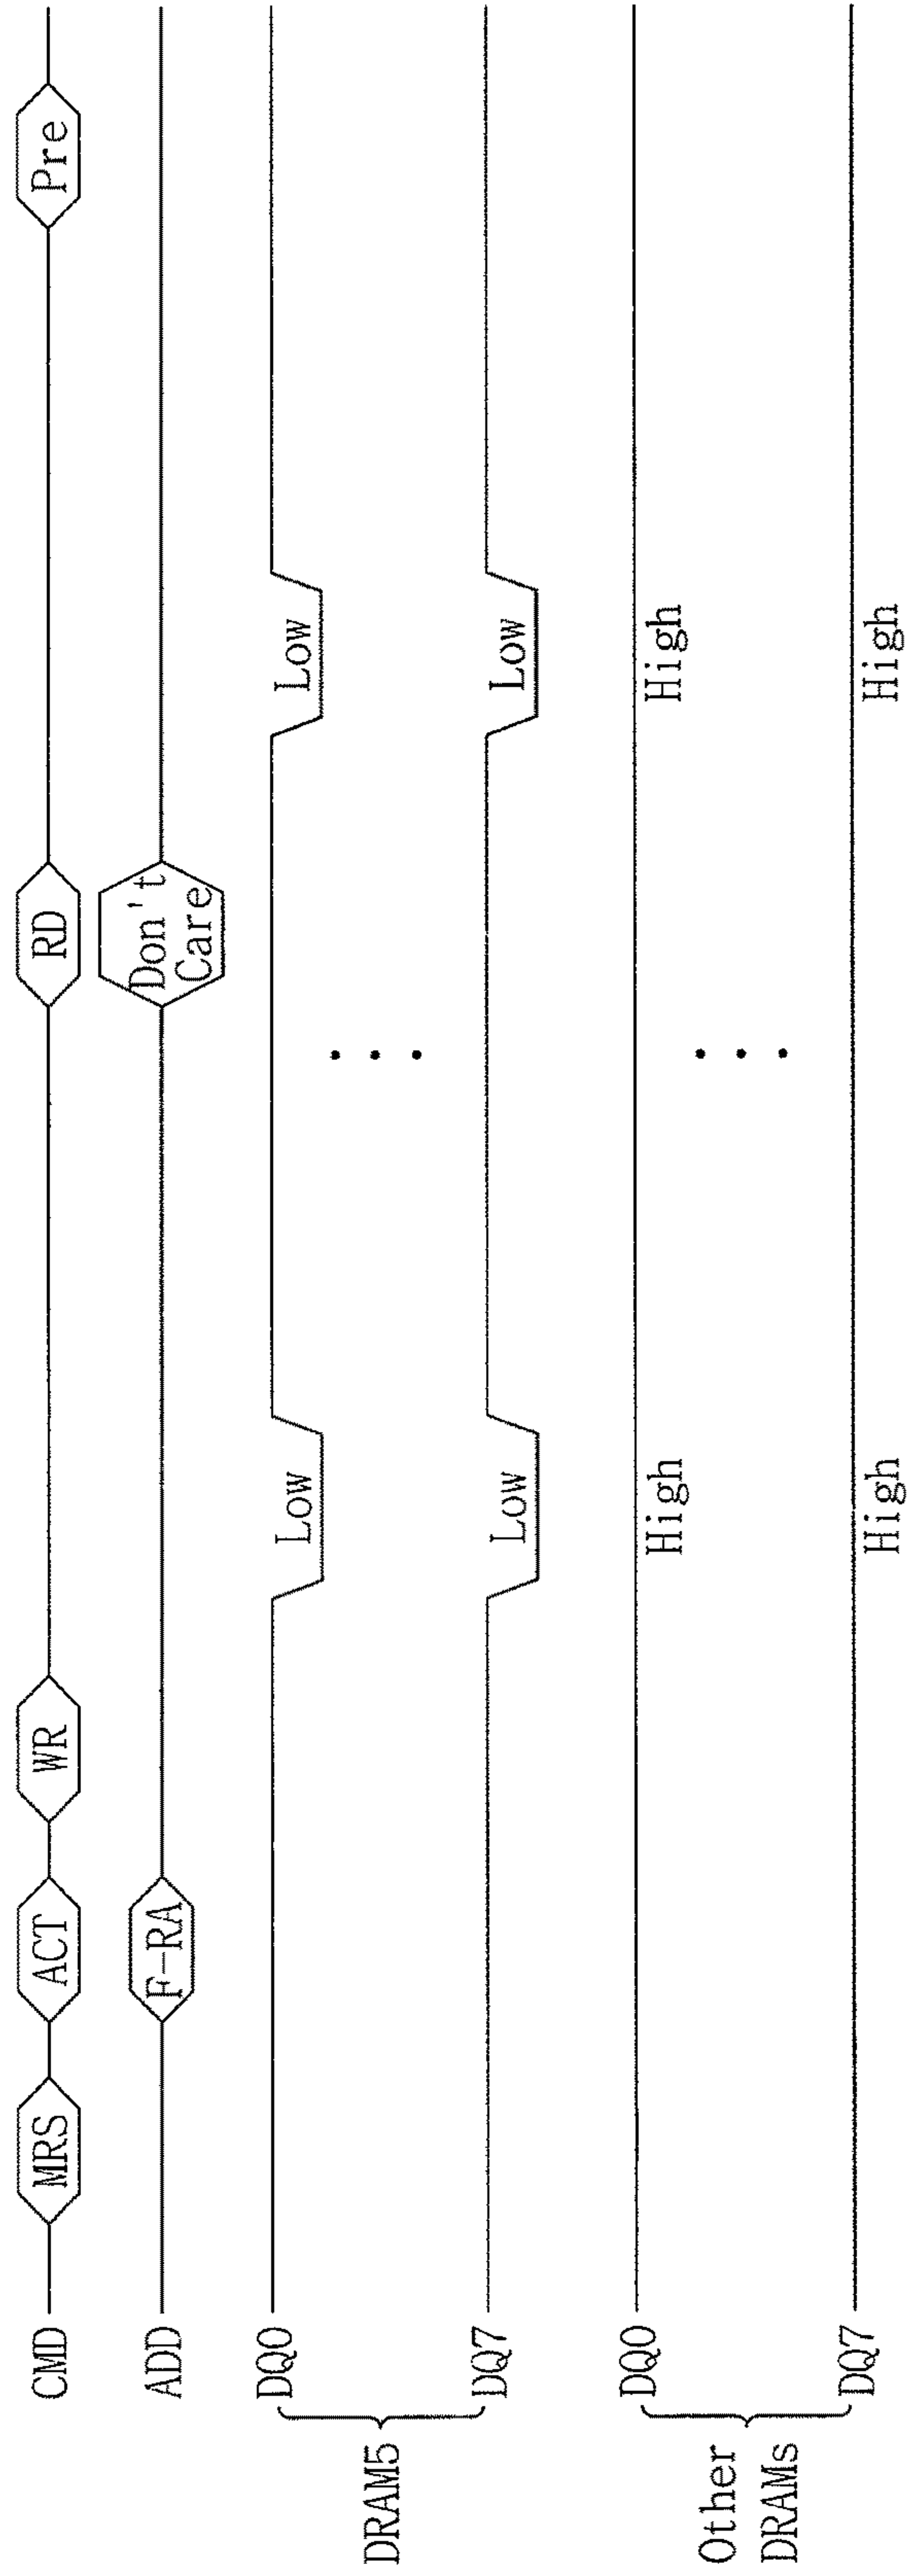 CMD
MRS
ACT
WR
RD
Pre
ADD
F-RA
Don't
Care
DRAM5
DQ0
Low
Low
DQ7
Low
Low
Other
DRAMs
DQ0
High
High
DQ7
High
High